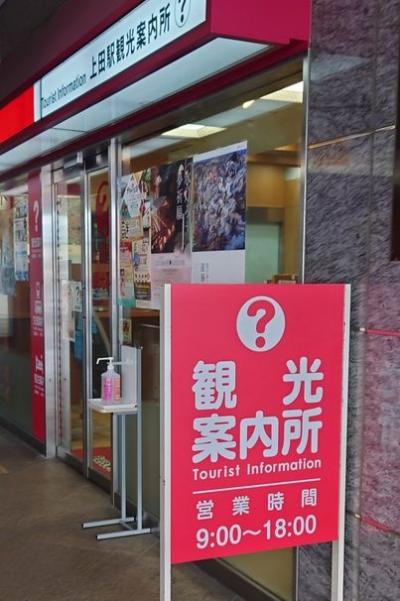 Tourist Information 上田駅観光案内所 ?
?
?
観光
案内所
Tourist Information
営業時間
9:00～18:00